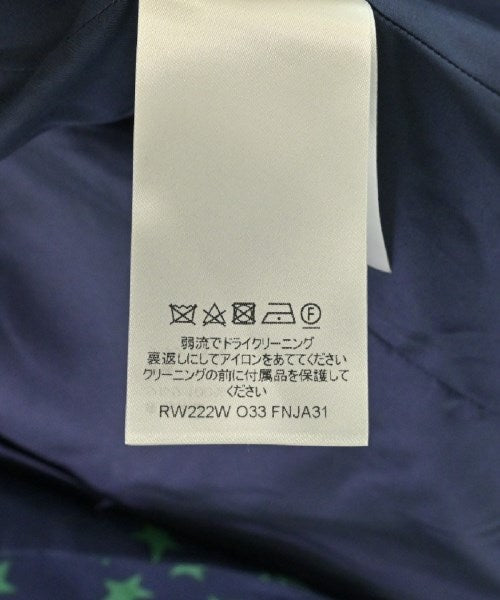 弱流でドライクリーニング
裏返しにしてアイロンをあててください
クリーニングの前に付属品を保護して
ください
RW222W O33 FNJA31